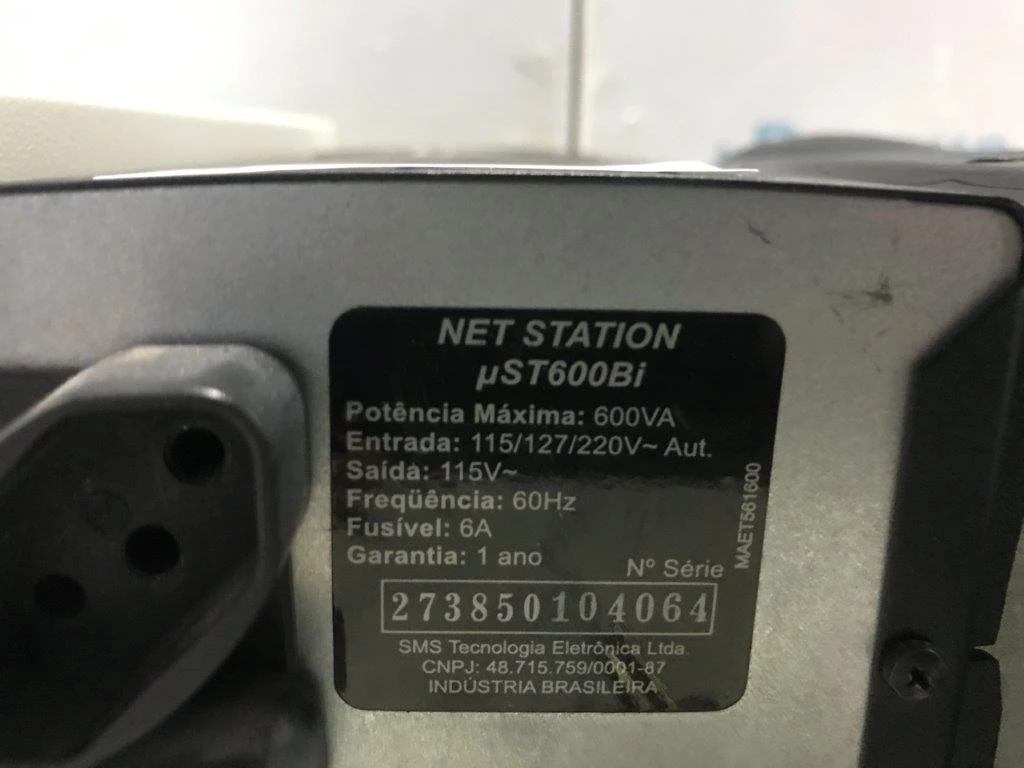 NET STATION
µST600Bi
Potência Máxima: 600VA
Entrada: 115/127/220V~ Aut.
Saída: 115V~
Freqüência: 60Hz
Fusível: 6A
Garantia: 1 ano
Nº Série
273850104064
SMS Tecnologia Eletrônica Ltda.
CNPJ: 48.715.759/0001-87
INDÚSTRIA BRASILEIRA
MAET561600